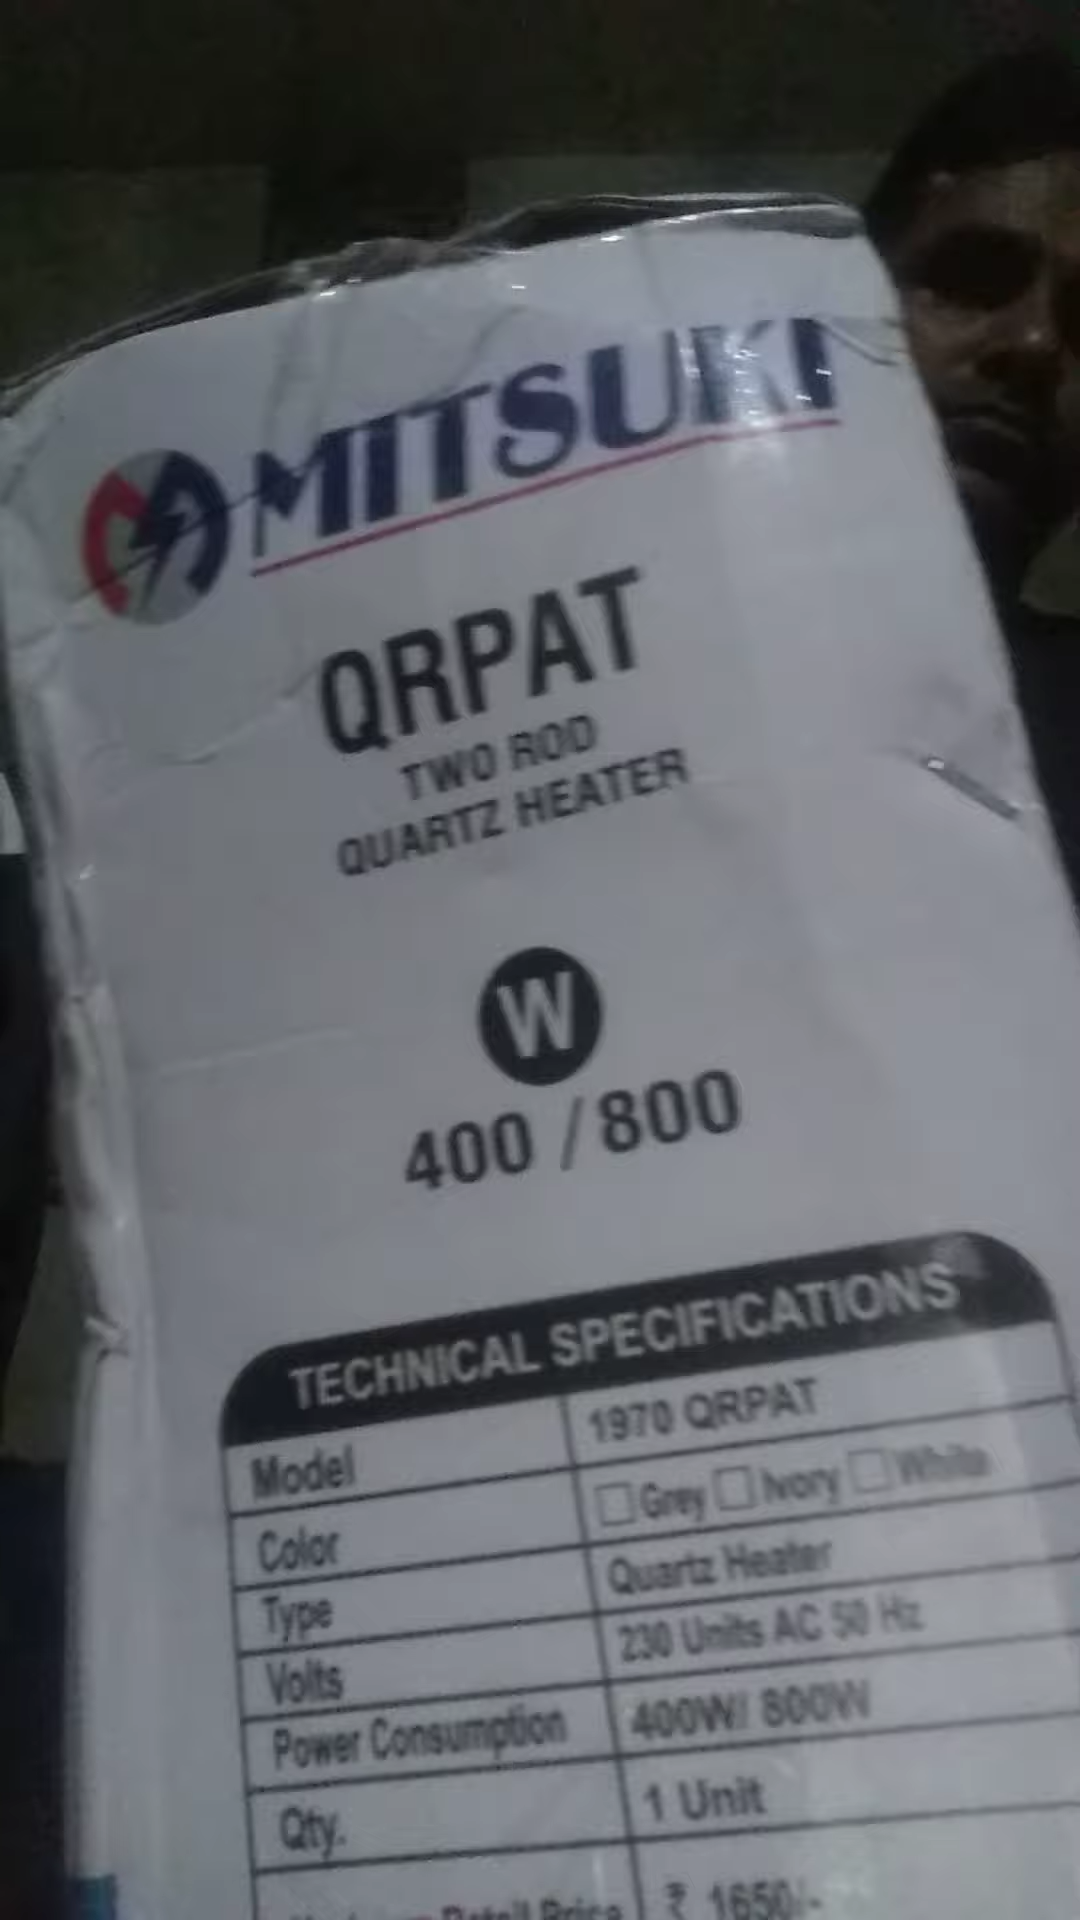 MITSUKI
QRPAT
TWO ROD
QUARTZ HEATER
W
400 / 800
TECHNICAL SPECIFICATIONS
Model 1970 QRPAT
Color Grey Ivory White
Type Quartz Heater
Volts 230 Units AC 50 Hz
Power Consumption 400W/ 800W
Qty. 1 Unit
Retail Price ₹ 1650/-